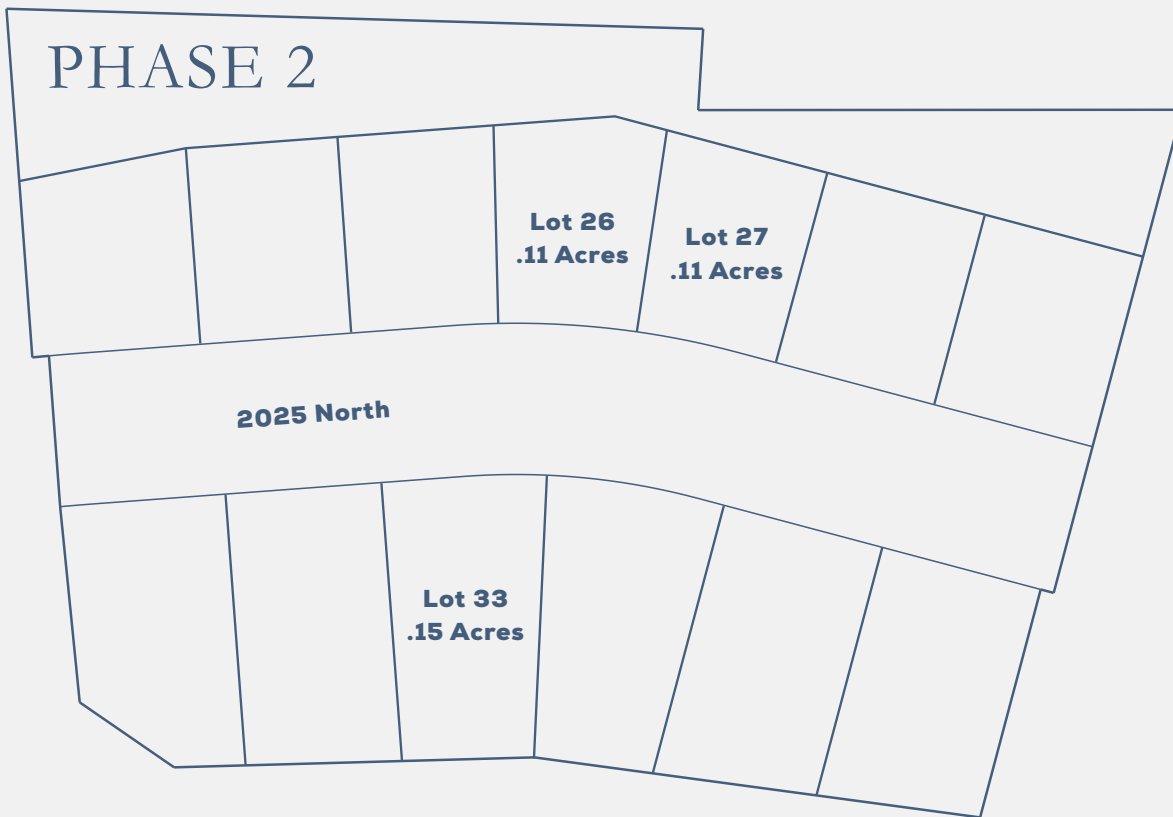 PHASE 2
Lot 26
.11 Acres
Lot 27
.11 Acres
2025 North
Lot 33
.15 Acres